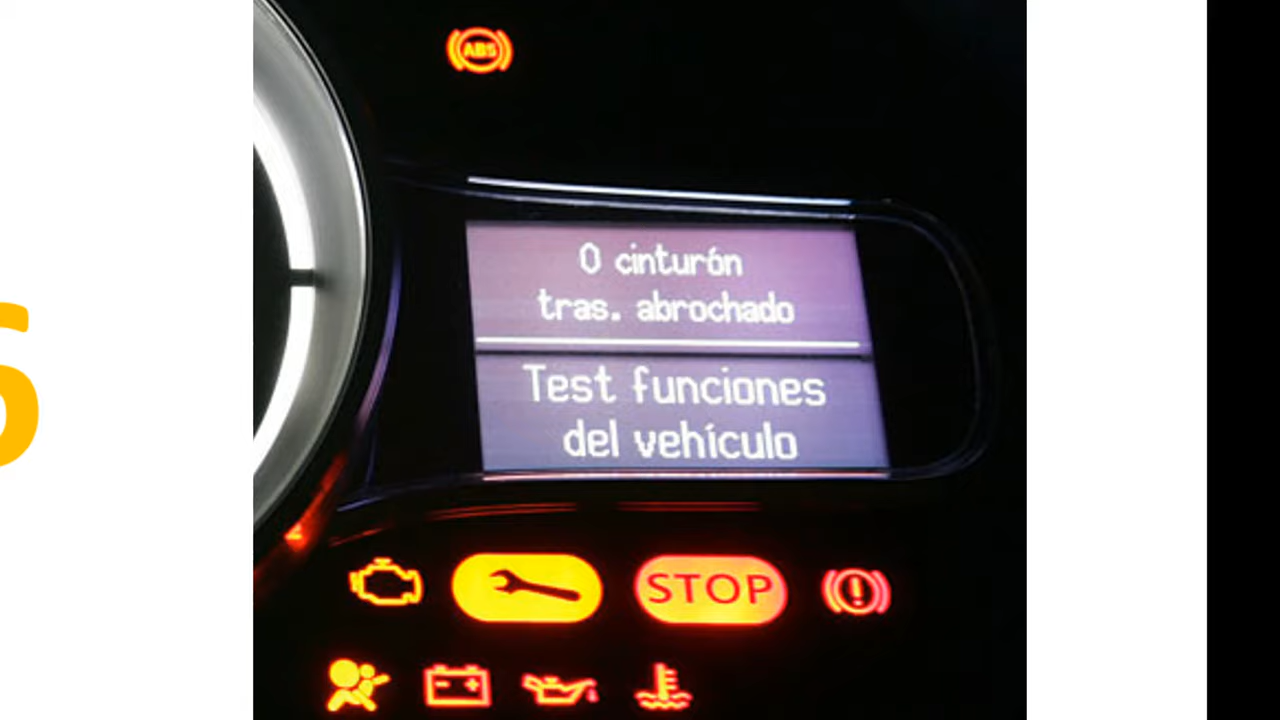 ABS
0 cinturón
tras. abrochado
Test funciones
del vehículo
STOP